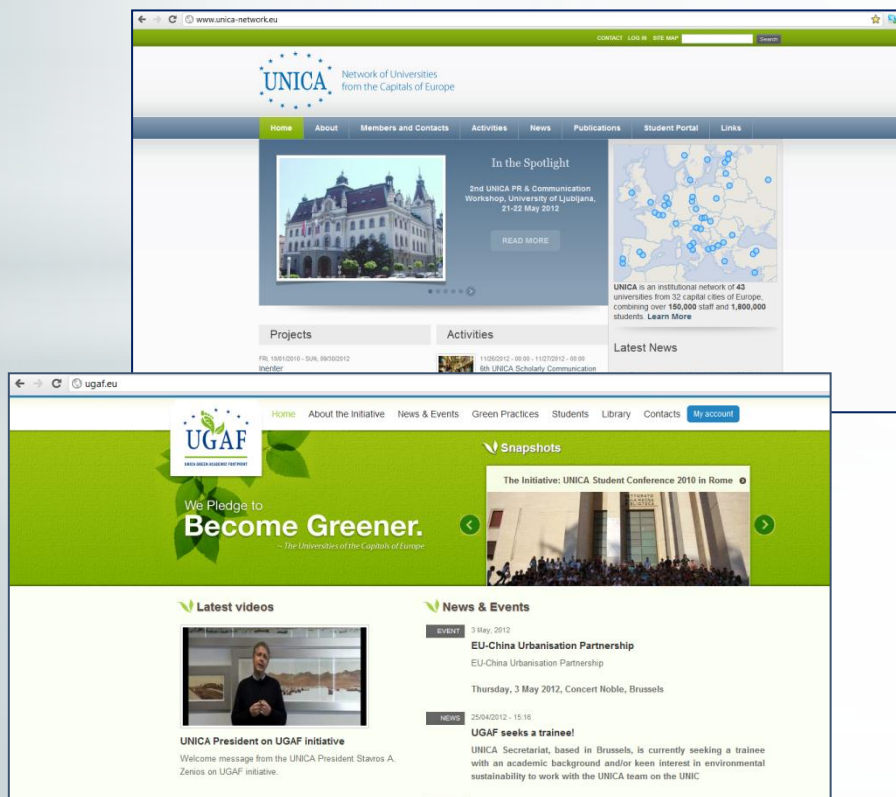 www.unica-network.eu
CONTACT LOG IN SITE MAP Search
UNICA
Network of Universities
from the Capitals of Europe
Home About Members and Contacts Activities News Publications Student Portal Links
In the Spotlight
2nd UNICA PR & Communication
Workshop, University of Ljubljana,
21-22 May 2012
READ MORE
UNICA is an institutional network of 43
universities from 32 capital cities of Europe,
combining over 150,000 staff and 1,800,000
students. Learn More
Projects
Activities
Latest News
FRI, 10/01/2010 - SUN, 09/30/2012
Inenter
11/26/2012 - 00:00 - 11/27/2012 - 00:00
6th UNICA Scholarly Communication
ugaf.eu
UGAF
UNICA GREEN ACADEMIC FOOTPRINT
Home About the Initiative News & Events Green Practices Students Library Contacts My account
We Pledge to
Become Greener.
~ The Universities of the Capitals of Europe
Snapshots
The Initiative: UNICA Student Conference 2010 in Rome
Latest videos
UNICA President on UGAF initiative
Welcome message from the UNICA President Stavros A.
Zenios on UGAF initiative.
News & Events
EVENT 3 May, 2012
EU-China Urbanisation Partnership
EU-China Urbanisation Partnership
Thursday, 3 May 2012, Concert Noble, Brussels
NEWS 25/04/2012 - 15:16
UGAF seeks a trainee!
UNICA Secretariat, based in Brussels, is currently seeking a trainee
with an academic background and/or keen interest in environmental
sustainability to work with the UNICA team on the UNIC